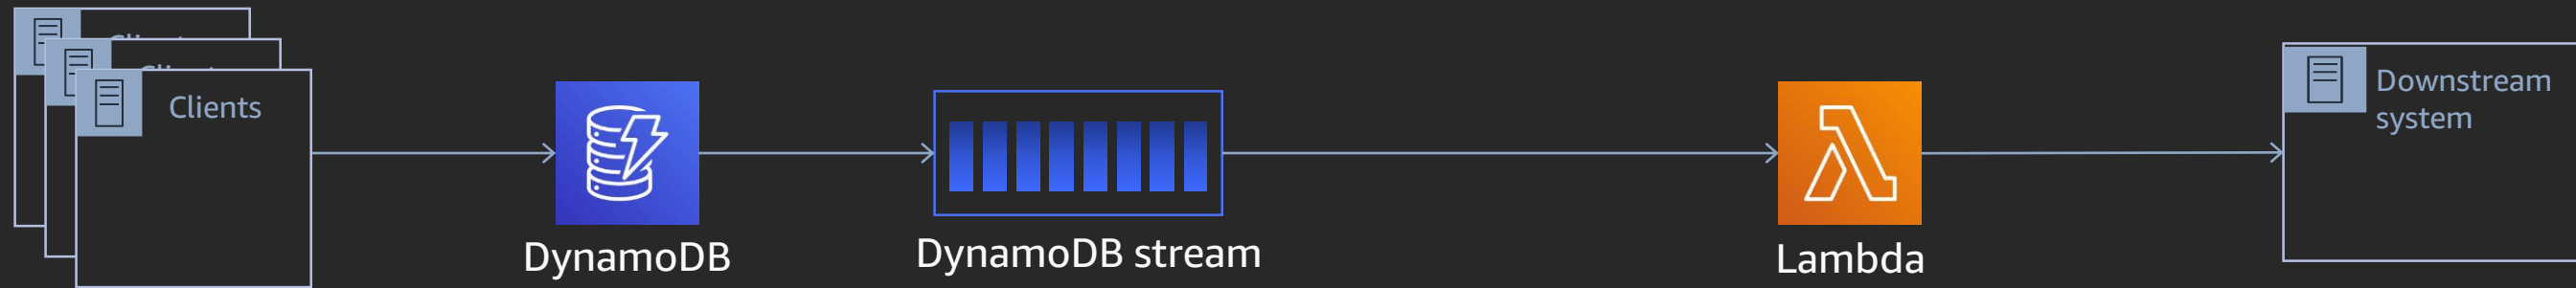 Clients
DynamoDB
DynamoDB stream
Lambda
Downstream
system